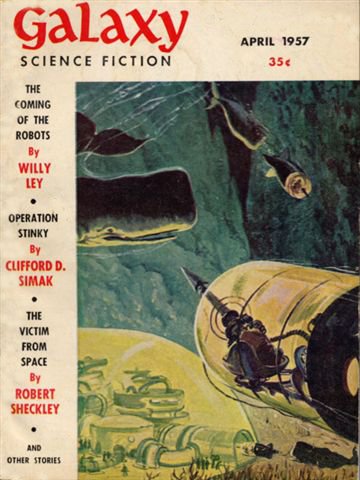 Galaxy
SCIENCE FICTION
APRIL 1957
35¢
THE
COMING
OF THE
ROBOTS
By
WILLY
LEY
•
OPERATION
STINKY
By
CLIFFORD D.
SIMAK
•
THE
VICTIM
FROM
SPACE
By
ROBERT
SHECKLEY
•
AND
OTHER STORIES